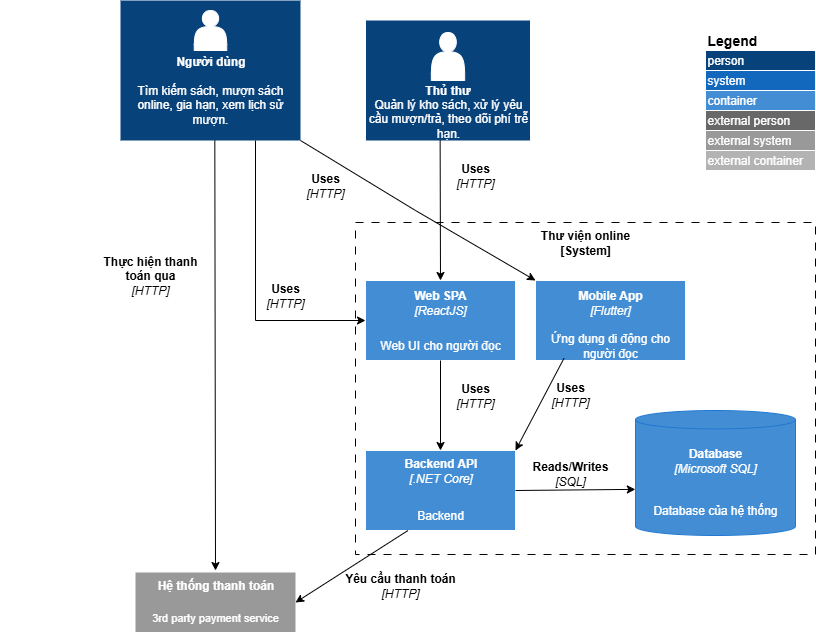 Người dùng
Tìm kiếm sách, mượn sách
online, gia hạn, xem lịch sử
mượn.
Thủ thư
Quản lý kho sách, xử lý yêu
cầu mượn/trả, theo dõi phí trễ
hạn.
Legend
person
system
container
external person
external system
external container
Uses
[HTTP]
Uses
[HTTP]
Thực hiện thanh
toán qua
[HTTP]
Uses
[HTTP]
Thư viện online
[System]
Web SPA
[ReactJS]
Web UI cho người đọc
Mobile App
[Flutter]
Ứng dụng di động cho
người đọc
Uses
[HTTP]
Uses
[HTTP]
Backend API
[.NET Core]
Backend
Reads/Writes
[SQL]
Database
[Microsoft SQL]
Database của hệ thống
Yêu cầu thanh toán
[HTTP]
Hệ thống thanh toán
3rd party payment service